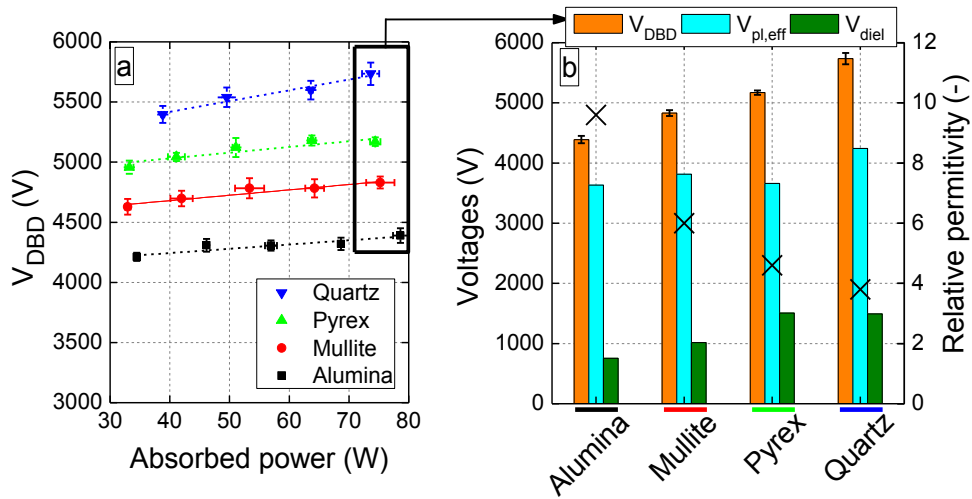 a
6000
5500
5000
4500
4000
3500
3000
V_DBD (V)
30 40 50 60 70 80
Absorbed power (W)
Quartz
Pyrex
Mullite
Alumina
V_DBD V_pl,eff V_diel
b
6000
5000
4000
3000
2000
1000
0
Voltages (V)
12
10
8
6
4
2
0
Relative permitivity (-)
Alumina
Mullite
Pyrex
Quartz